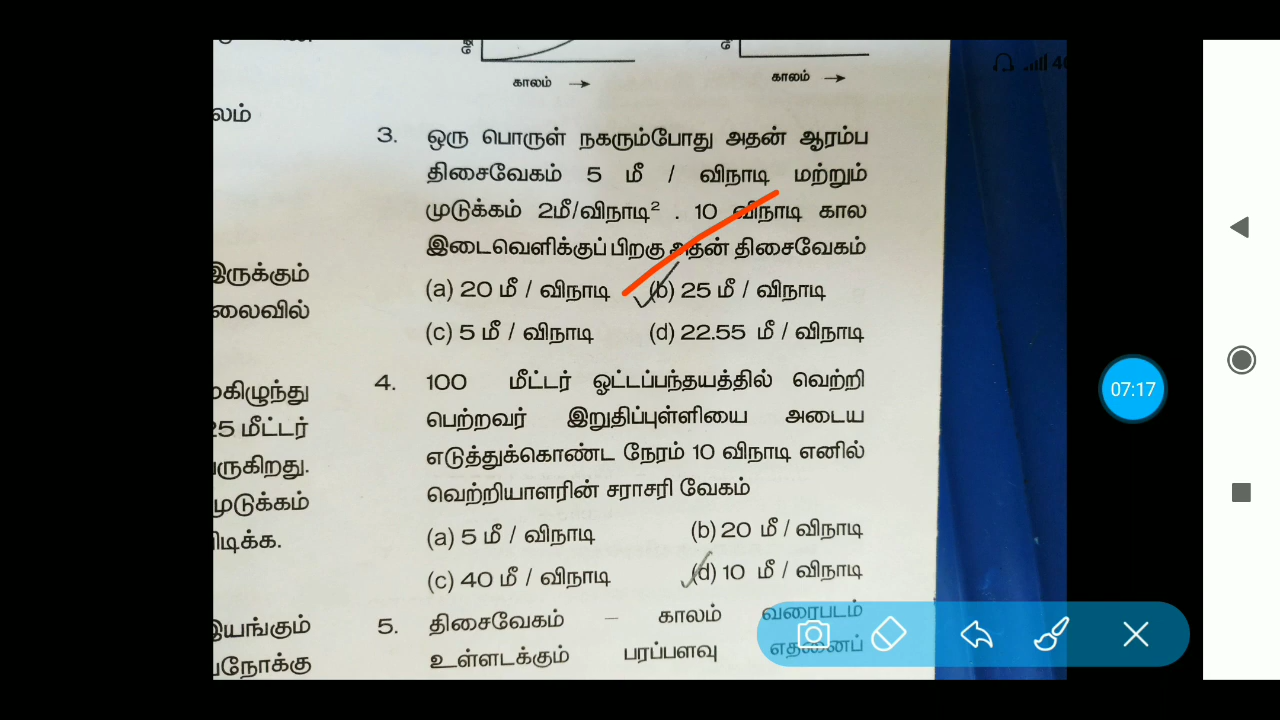 காலம் →
காலம் →
லம்
3. ஒரு பொருள் நகரும்போது அதன் ஆரம்ப
திசைவேகம் 5 மீ / விநாடி மற்றும்
முடுக்கம் 2மீ/விநாடி² . 10 விநாடி கால
இருக்கும்
இடைவெளிக்குப் பிறகு அதன் திசைவேகம்
லைவில்
(a) 20 மீ / விநாடி (b) 25 மீ / விநாடி
(c) 5 மீ / விநாடி (d) 22.55 மீ / விநாடி
மகிழுந்து
4. 100 மீட்டர் ஓட்டப்பந்தயத்தில் வெற்றி
25 மீட்டர்
பெற்றவர் இறுதிப்புள்ளியை அடைய
ருகிறது.
எடுத்துக்கொண்ட நேரம் 10 விநாடி எனில்
முடுக்கம்
வெற்றியாளரின் சராசரி வேகம்
டிக்க.
(a) 5 மீ / விநாடி (b) 20 மீ / விநாடி
(c) 40 மீ / விநாடி (d) 10 மீ / விநாடி
இயங்கும்
5. திசைவேகம் – காலம் வரைபடம்
நோக்கு
உள்ளடக்கும் பரப்பளவு எதனைப்
07:17